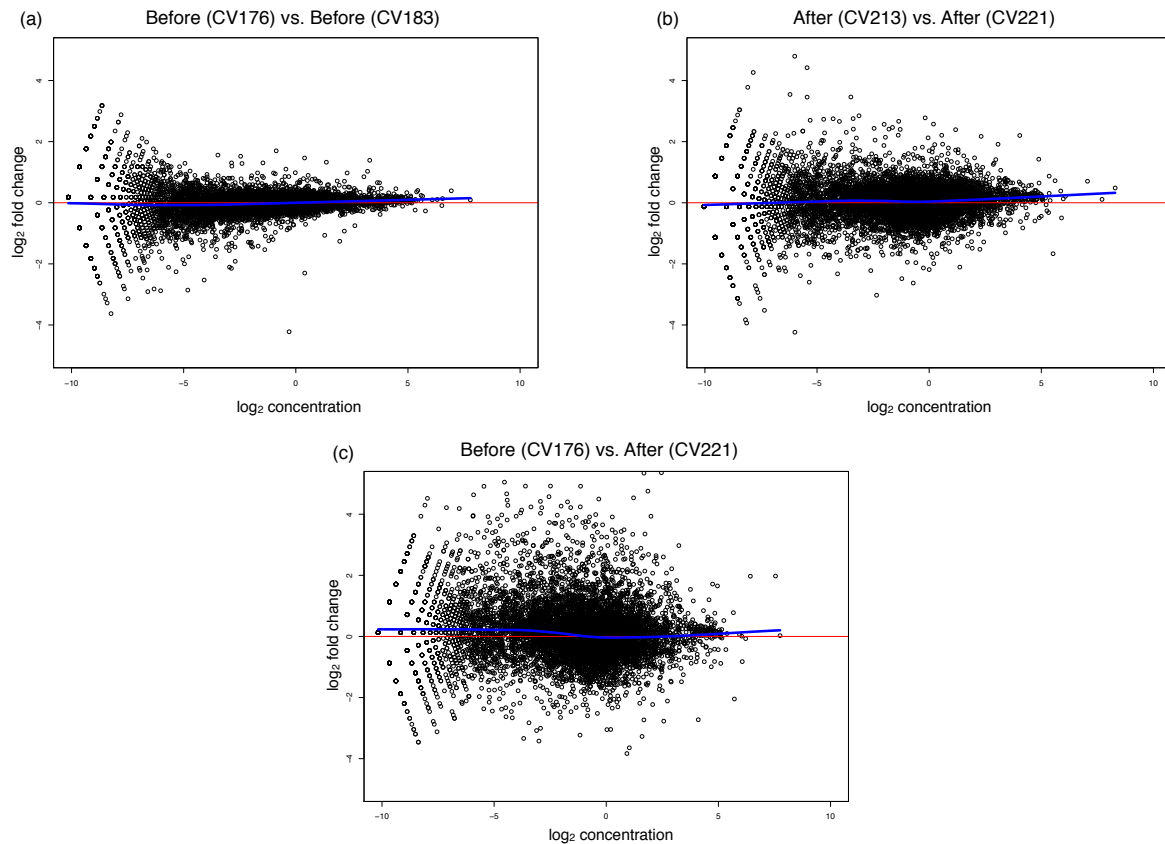 (a) Before (CV176) vs. Before (CV183)
4
2
0
−2
−4
log2 fold change
−10 −5 0 5 10
log2 concentration
(b) After (CV213) vs. After (CV221)
4
2
0
−2
−4
log2 fold change
−10 −5 0 5 10
log2 concentration
(c) Before (CV176) vs. After (CV221)
4
2
0
−2
−4
log2 fold change
−10 −5 0 5 10
log2 concentration